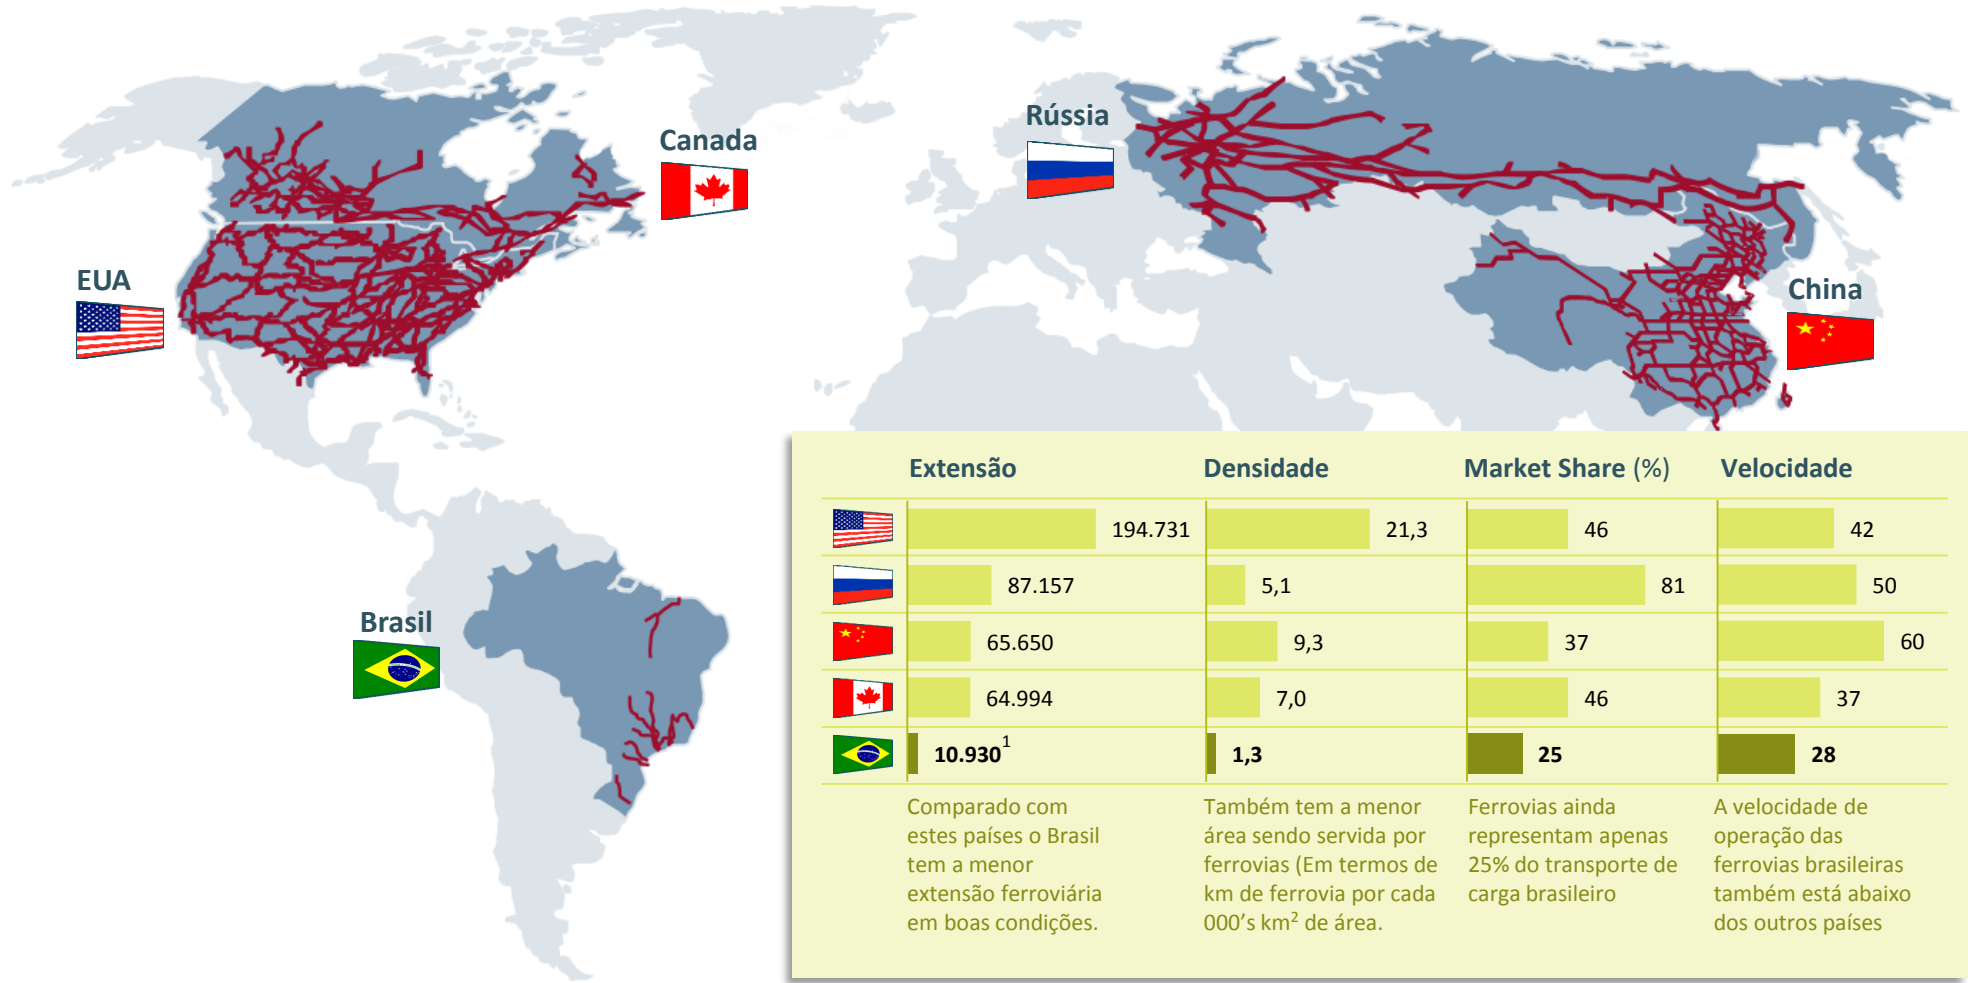 Canada
Rússia
EUA
China
Brasil
Extensão Densidade Market Share (%) Velocidade
194.731 21,3 46 42
87.157 5,1 81 50
65.650 9,3 37 60
64.994 7,0 46 37
10.930¹ 1,3 25 28
Comparado com
estes países o Brasil
tem a menor
extensão ferroviária
em boas condições.
Também tem a menor
área sendo servida por
ferrovias (Em termos de
km de ferrovia por cada
000’s km² de área.
Ferrovias ainda
representam apenas
25% do transporte de
carga brasileiro
A velocidade de
operação das
ferrovias brasileiras
também está abaixo
dos outros países